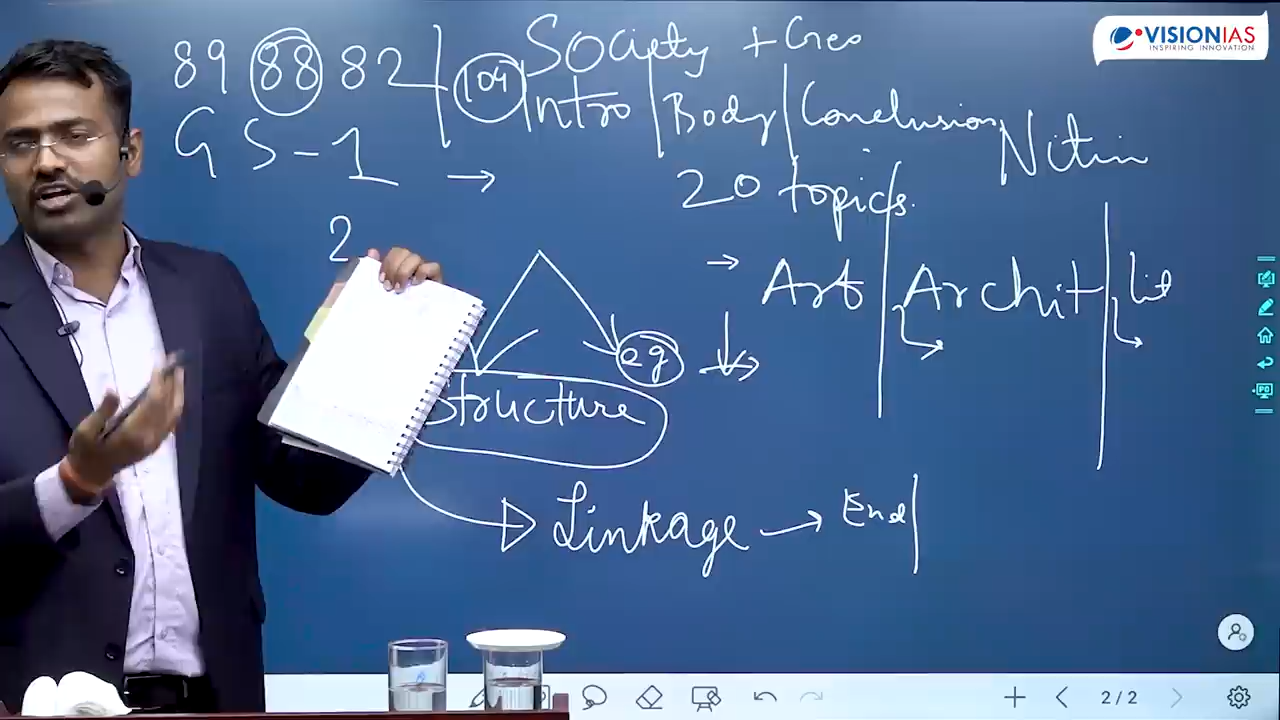 VISIONIAS
INSPIRING INNOVATION
89 88 82 104 Society + Geo
Intro Body Conclusion
GS-1 → 20 topics. Nitin
2
→ Art Archit Lit
eg
Structure
Linkage → End
2/2